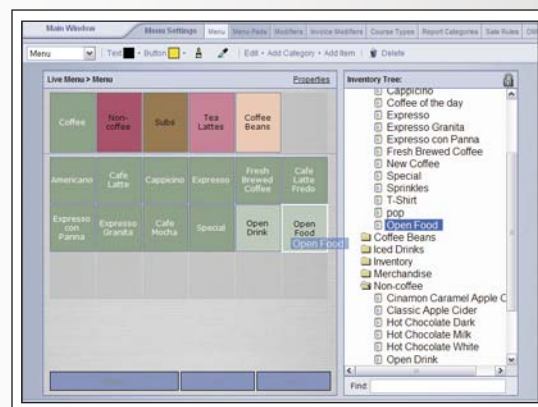 Main Window
Menu Settings Menu Menu Pads Modifiers Invoice Modifiers Course Types Report Categories Sale Rules
Menu Text Button Edit Add Category Add Item Delete
Live Menu > Menu Properties
Inventory Tree:
Coffee
Non-coffee
Subs
Tea Lattes
Coffee Beans
Americano
Cafe Latte
Cappicino
Expresso
Fresh Brewed Coffee
Cafe Latte Fredo
Expresso con Panna
Expresso Granita
Cafe Mocha
Special
Open Drink
Open Food
Open Food
Cappicino
Coffee of the day
Expresso
Expresso Granita
Expresso con Panna
Fresh Brewed Coffee
New Coffee
Special
Sprinkles
T-Shirt
pop
Open Food
Coffee Beans
Iced Drinks
Inventory
Merchandise
Non-coffee
Cinamon Caramel Apple C
Classic Apple Cider
Hot Chocolate Dark
Hot Chocolate Milk
Hot Chocolate White
Open Drink
Find: